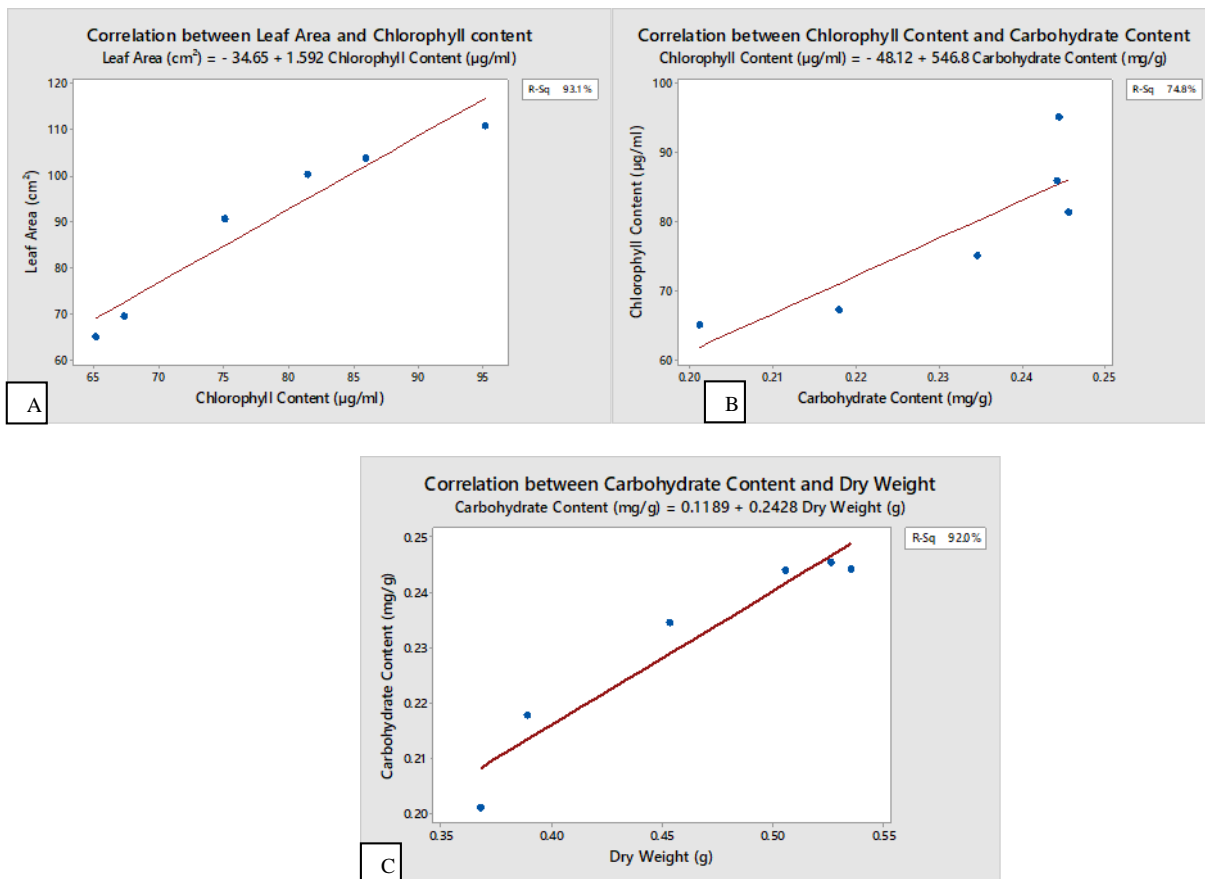 Correlation between Leaf Area and Chlorophyll content
Leaf Area (cm²) = - 34.65 + 1.592 Chlorophyll Content (µg/ml)
R-Sq 93.1%
120
110
100
90
80
70
60
Leaf Area (cm²)
65 70 75 80 85 90 95
Chlorophyll Content (µg/ml)
A
Correlation between Chlorophyll Content and Carbohydrate Content
Chlorophyll Content (µg/ml) = - 48.12 + 546.8 Carbohydrate Content (mg/g)
R-Sq 74.8%
100
90
80
70
60
Chlorophyll Content (µg/ml)
0.20 0.21 0.22 0.23 0.24 0.25
Carbohydrate Content (mg/g)
B
Correlation between Carbohydrate Content and Dry Weight
Carbohydrate Content (mg/g) = 0.1189 + 0.2428 Dry Weight (g)
R-Sq 92.0%
0.25
0.24
0.23
0.22
0.21
0.20
Carbohydrate Content (mg/g)
0.35 0.40 0.45 0.50 0.55
Dry Weight (g)
C